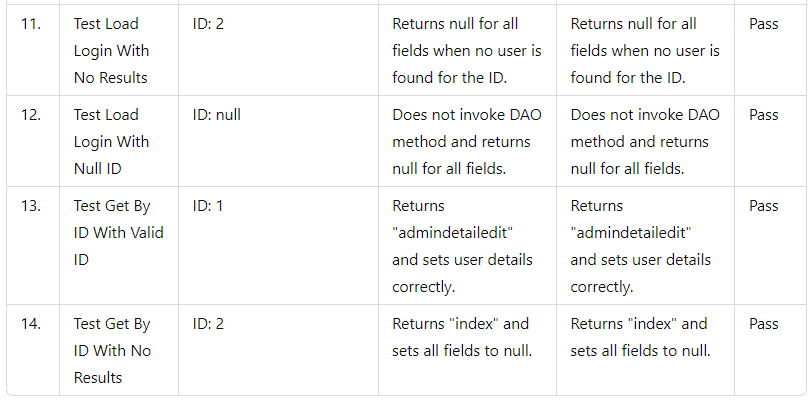 11.
Test Load
Login With
No Results
ID: 2
Returns null for all
fields when no user is
found for the ID.
Returns null for all
fields when no user is
found for the ID.
Pass
12.
Test Load
Login With
Null ID
ID: null
Does not invoke DAO
method and returns
null for all fields.
Does not invoke DAO
method and returns
null for all fields.
Pass
13.
Test Get By
ID With Valid
ID
ID: 1
Returns
"admindetailedit"
and sets user details
correctly.
Returns
"admindetailedit"
and sets user details
correctly.
Pass
14.
Test Get By
ID With No
Results
ID: 2
Returns "index" and
sets all fields to null.
Returns "index" and
sets all fields to null.
Pass